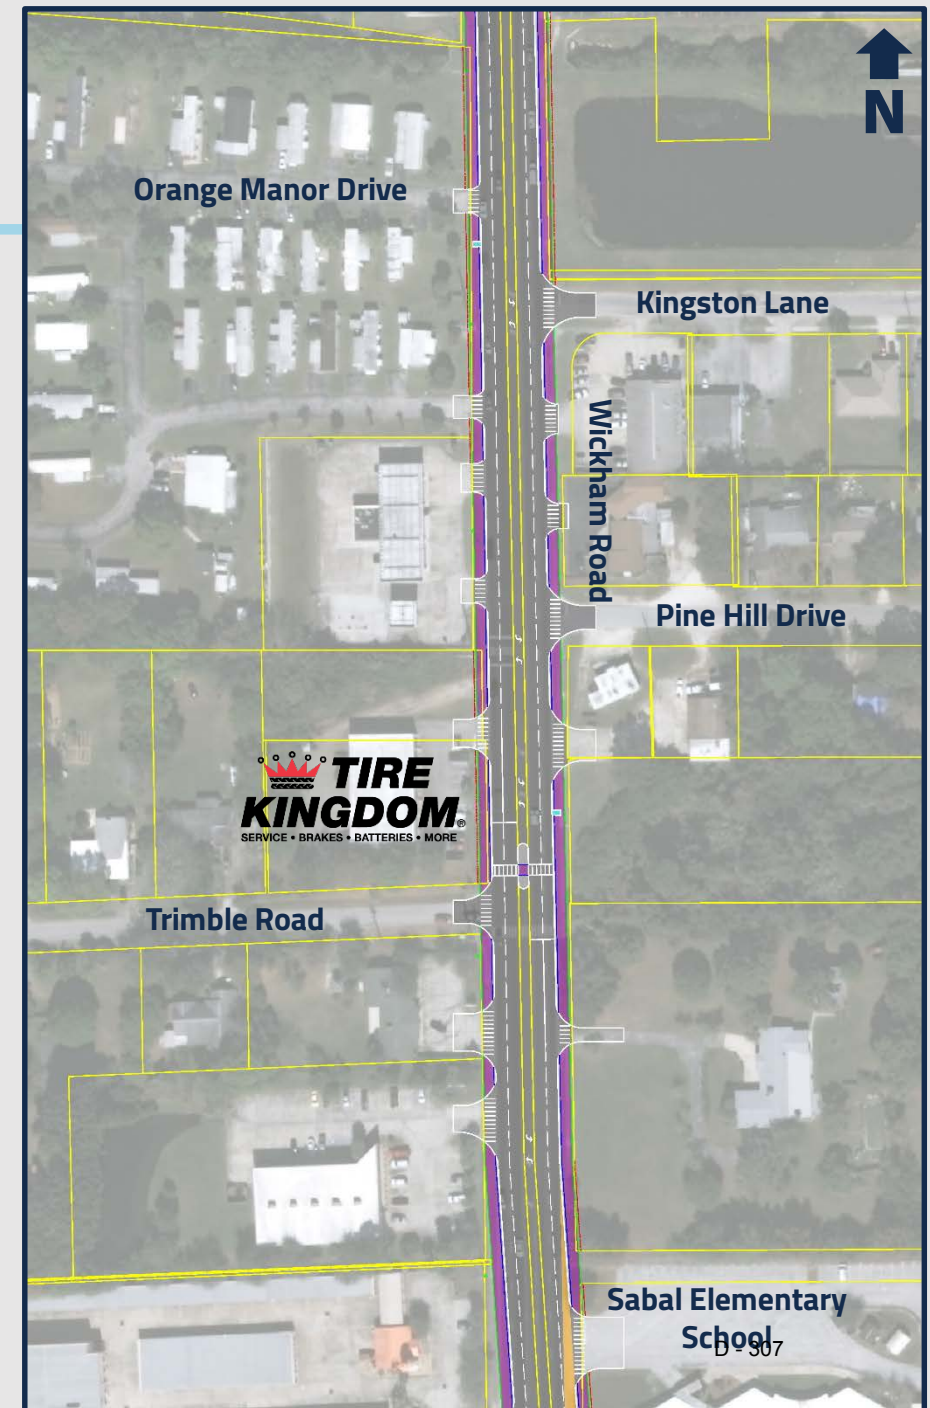 N
Orange Manor Drive
Kingston Lane
Wickham Road
Pine Hill Drive
TIRE
KINGDOM®
SERVICE • BRAKES • BATTERIES • MORE
Trimble Road
Sabal Elementary
School
D - 307